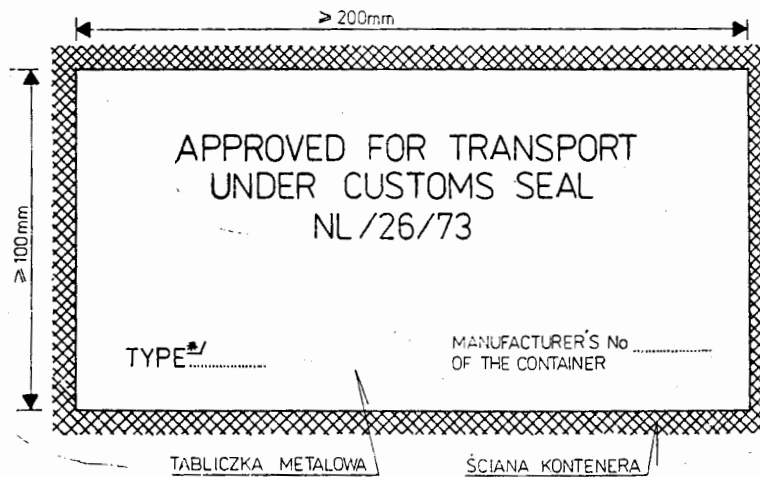 ≥ 200mm
≥ 100mm
APPROVED FOR TRANSPORT
UNDER CUSTOMS SEAL
NL/26/73
TYPE*/............
MANUFACTURER'S No ............
OF THE CONTAINER
TABLICZKA METALOWA
ŚCIANA KONTENERA